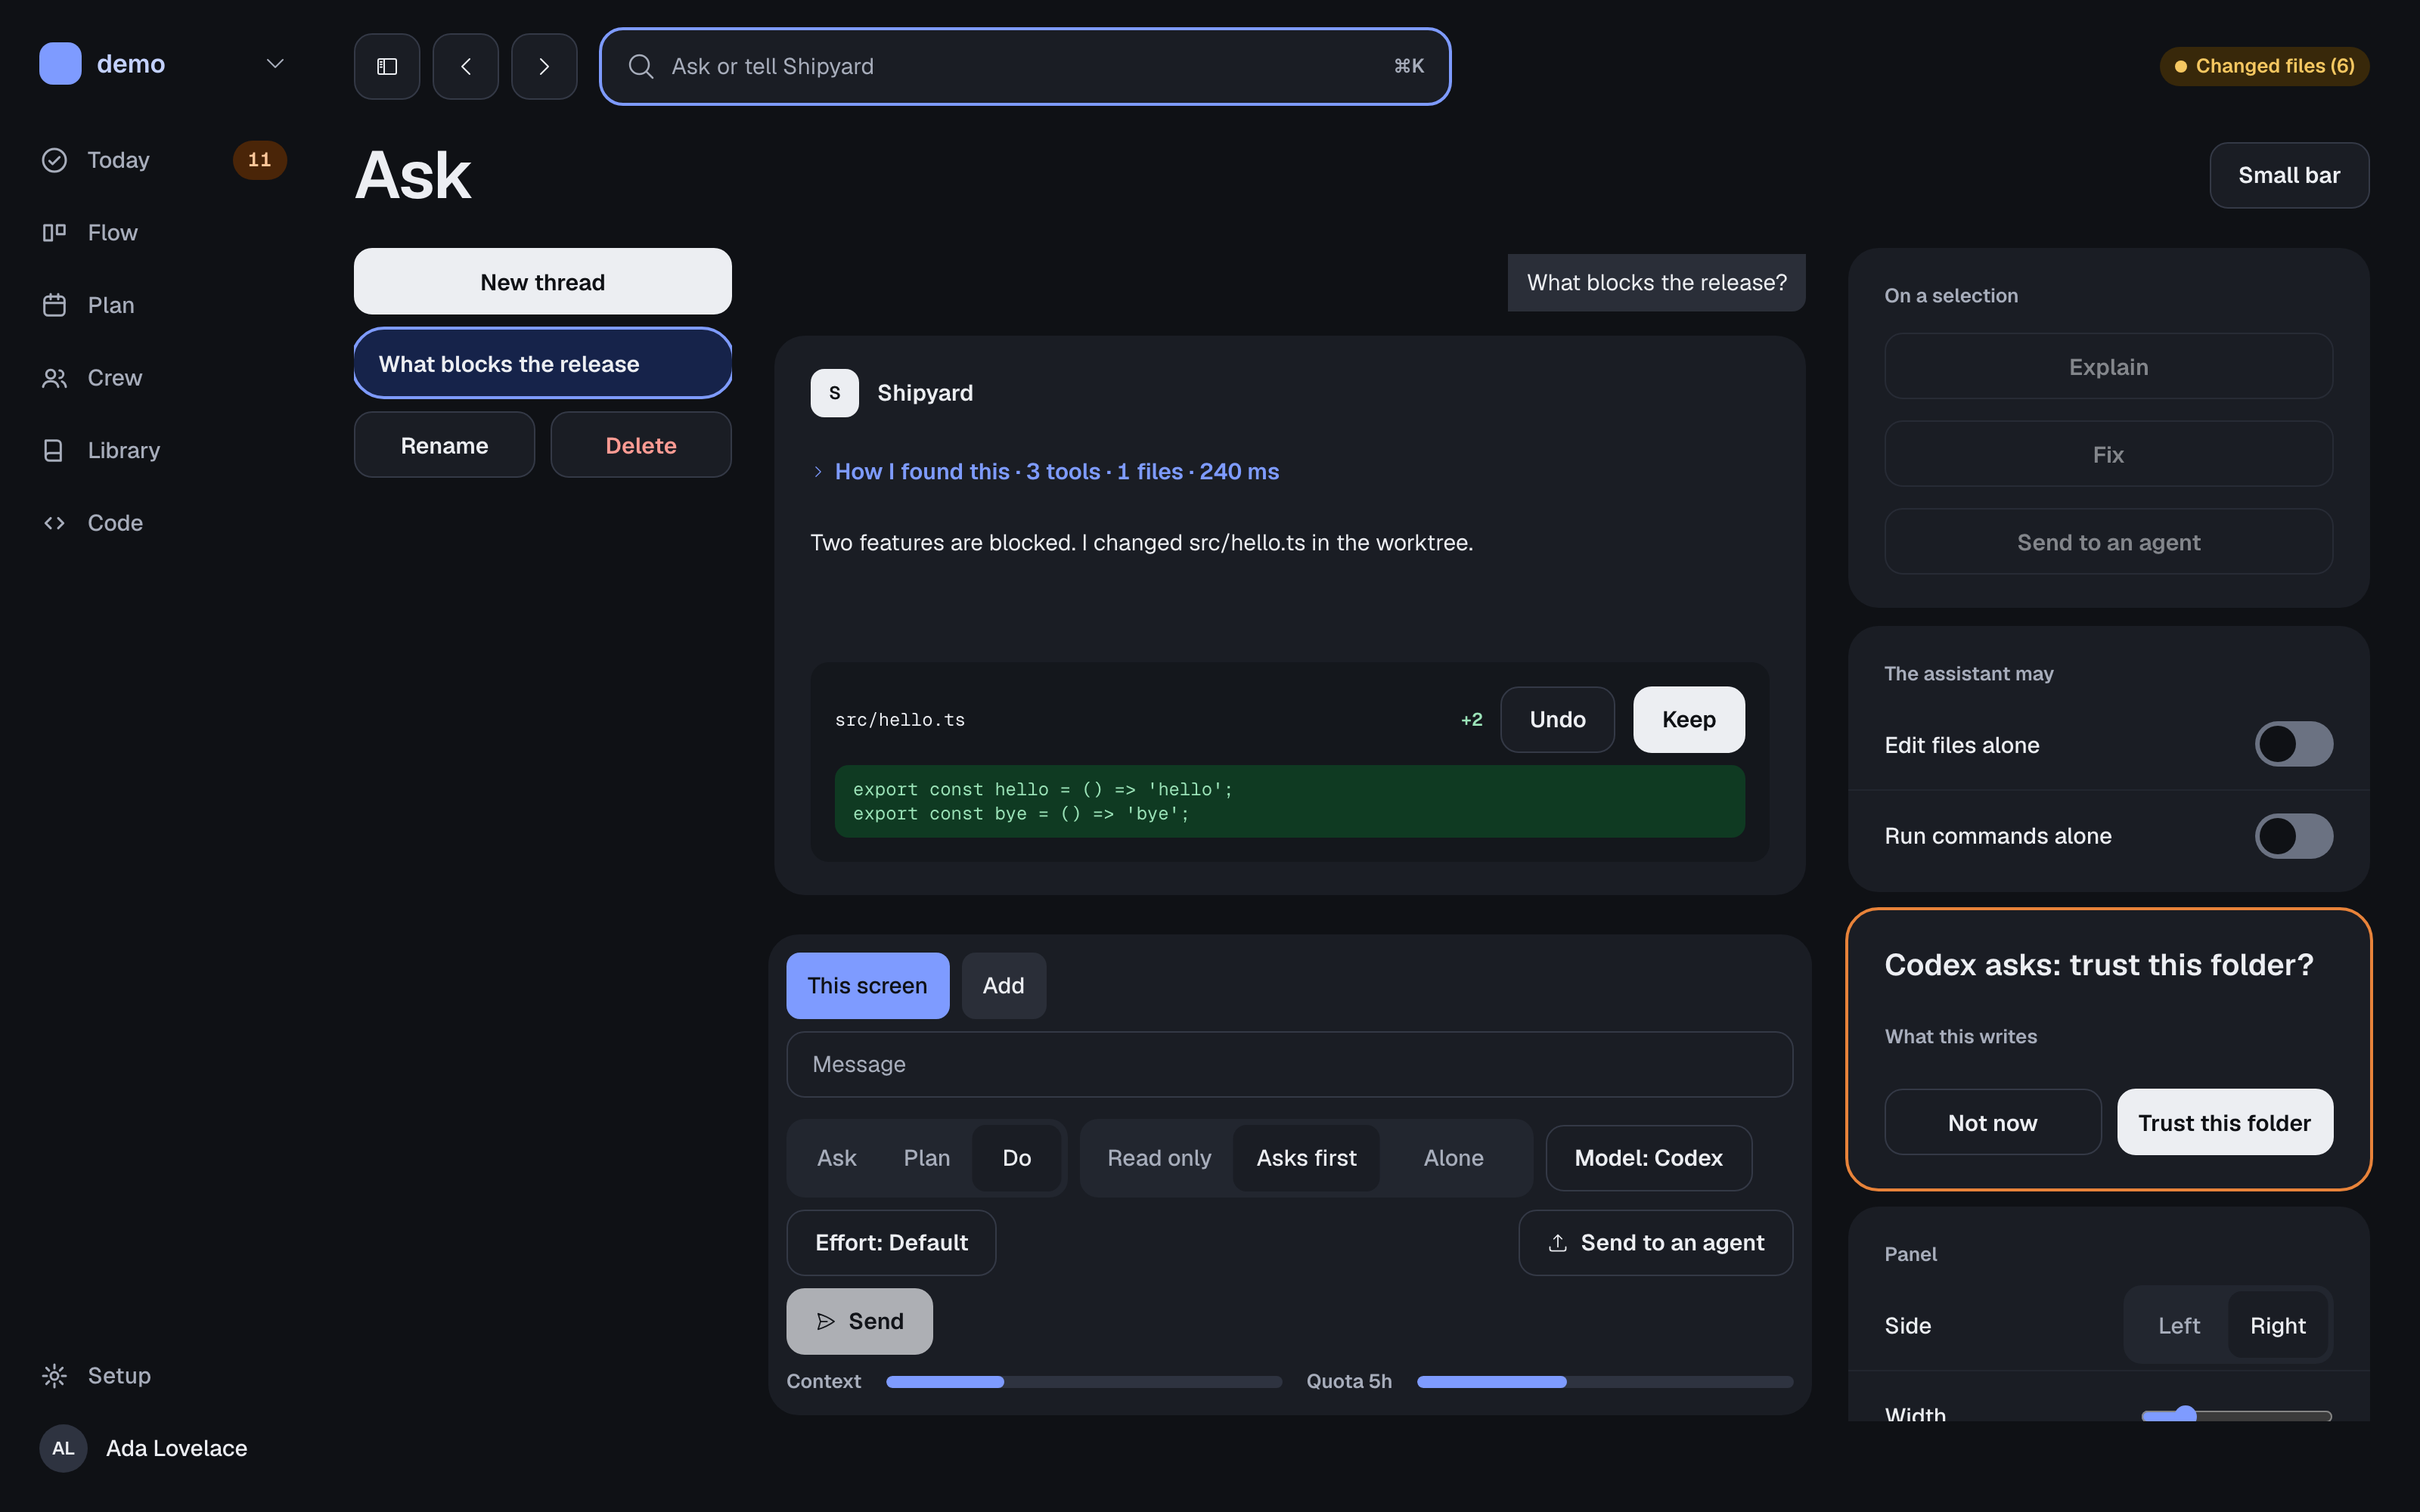 demo
Ask or tell Shipyard
⌘K
Changed files (6)
Today
11
Flow
Plan
Crew
Library
Code
Setup
AL
Ada Lovelace
Ask
Small bar
New thread
What blocks the release
Rename
Delete
What blocks the release?
S
Shipyard
How I found this · 3 tools · 1 files · 240 ms
Two features are blocked. I changed src/hello.ts in the worktree.
src/hello.ts
+2
Undo
Keep
export const hello = () => 'hello';
export const bye = () => 'bye';
This screen
Add
Message
Ask
Plan
Do
Read only
Asks first
Alone
Model: Codex
Effort: Default
Send to an agent
Send
Context
Quota 5h
On a selection
Explain
Fix
Send to an agent
The assistant may
Edit files alone
Run commands alone
Codex asks: trust this folder?
What this writes
Not now
Trust this folder
Panel
Side
Left
Right
Width